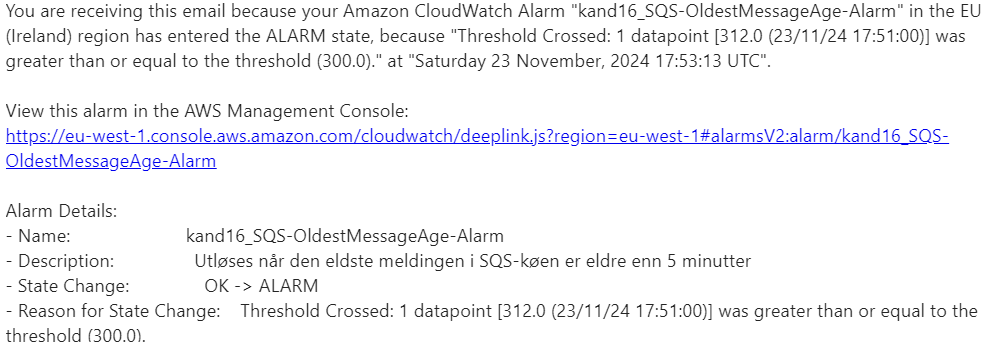 You are receiving this email because your Amazon CloudWatch Alarm "kand16_SQS-OldestMessageAge-Alarm" in the EU
(Ireland) region has entered the ALARM state, because "Threshold Crossed: 1 datapoint [312.0 (23/11/24 17:51:00)] was
greater than or equal to the threshold (300.0)." at "Saturday 23 November, 2024 17:53:13 UTC".
View this alarm in the AWS Management Console:
https://eu-west-1.console.aws.amazon.com/cloudwatch/deeplink.js?region=eu-west-1#alarmsV2:alarm/kand16_SQS-
OldestMessageAge-Alarm
Alarm Details:
- Name: kand16_SQS-OldestMessageAge-Alarm
- Description: Utløses når den eldste meldingen i SQS-køen er eldre enn 5 minutter
- State Change: OK -> ALARM
- Reason for State Change: Threshold Crossed: 1 datapoint [312.0 (23/11/24 17:51:00)] was greater than or equal to the
threshold (300.0).